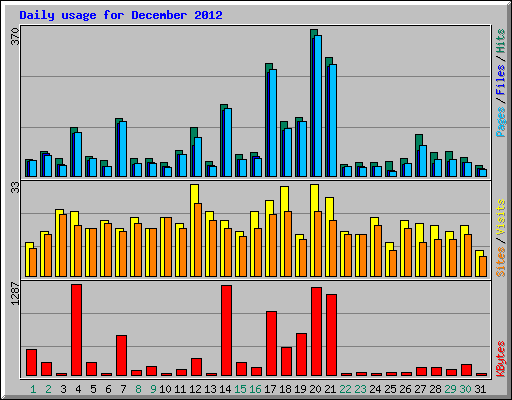 Daily usage for December 2012
370
Pages / Files / Hits
33
Sites / Visits
1287
KBytes
1 2 3 4 5 6 7 8 9 10 11 12 13 14 15 16 17 18 19 20 21 22 23 24 25 26 27 28 29 30 31